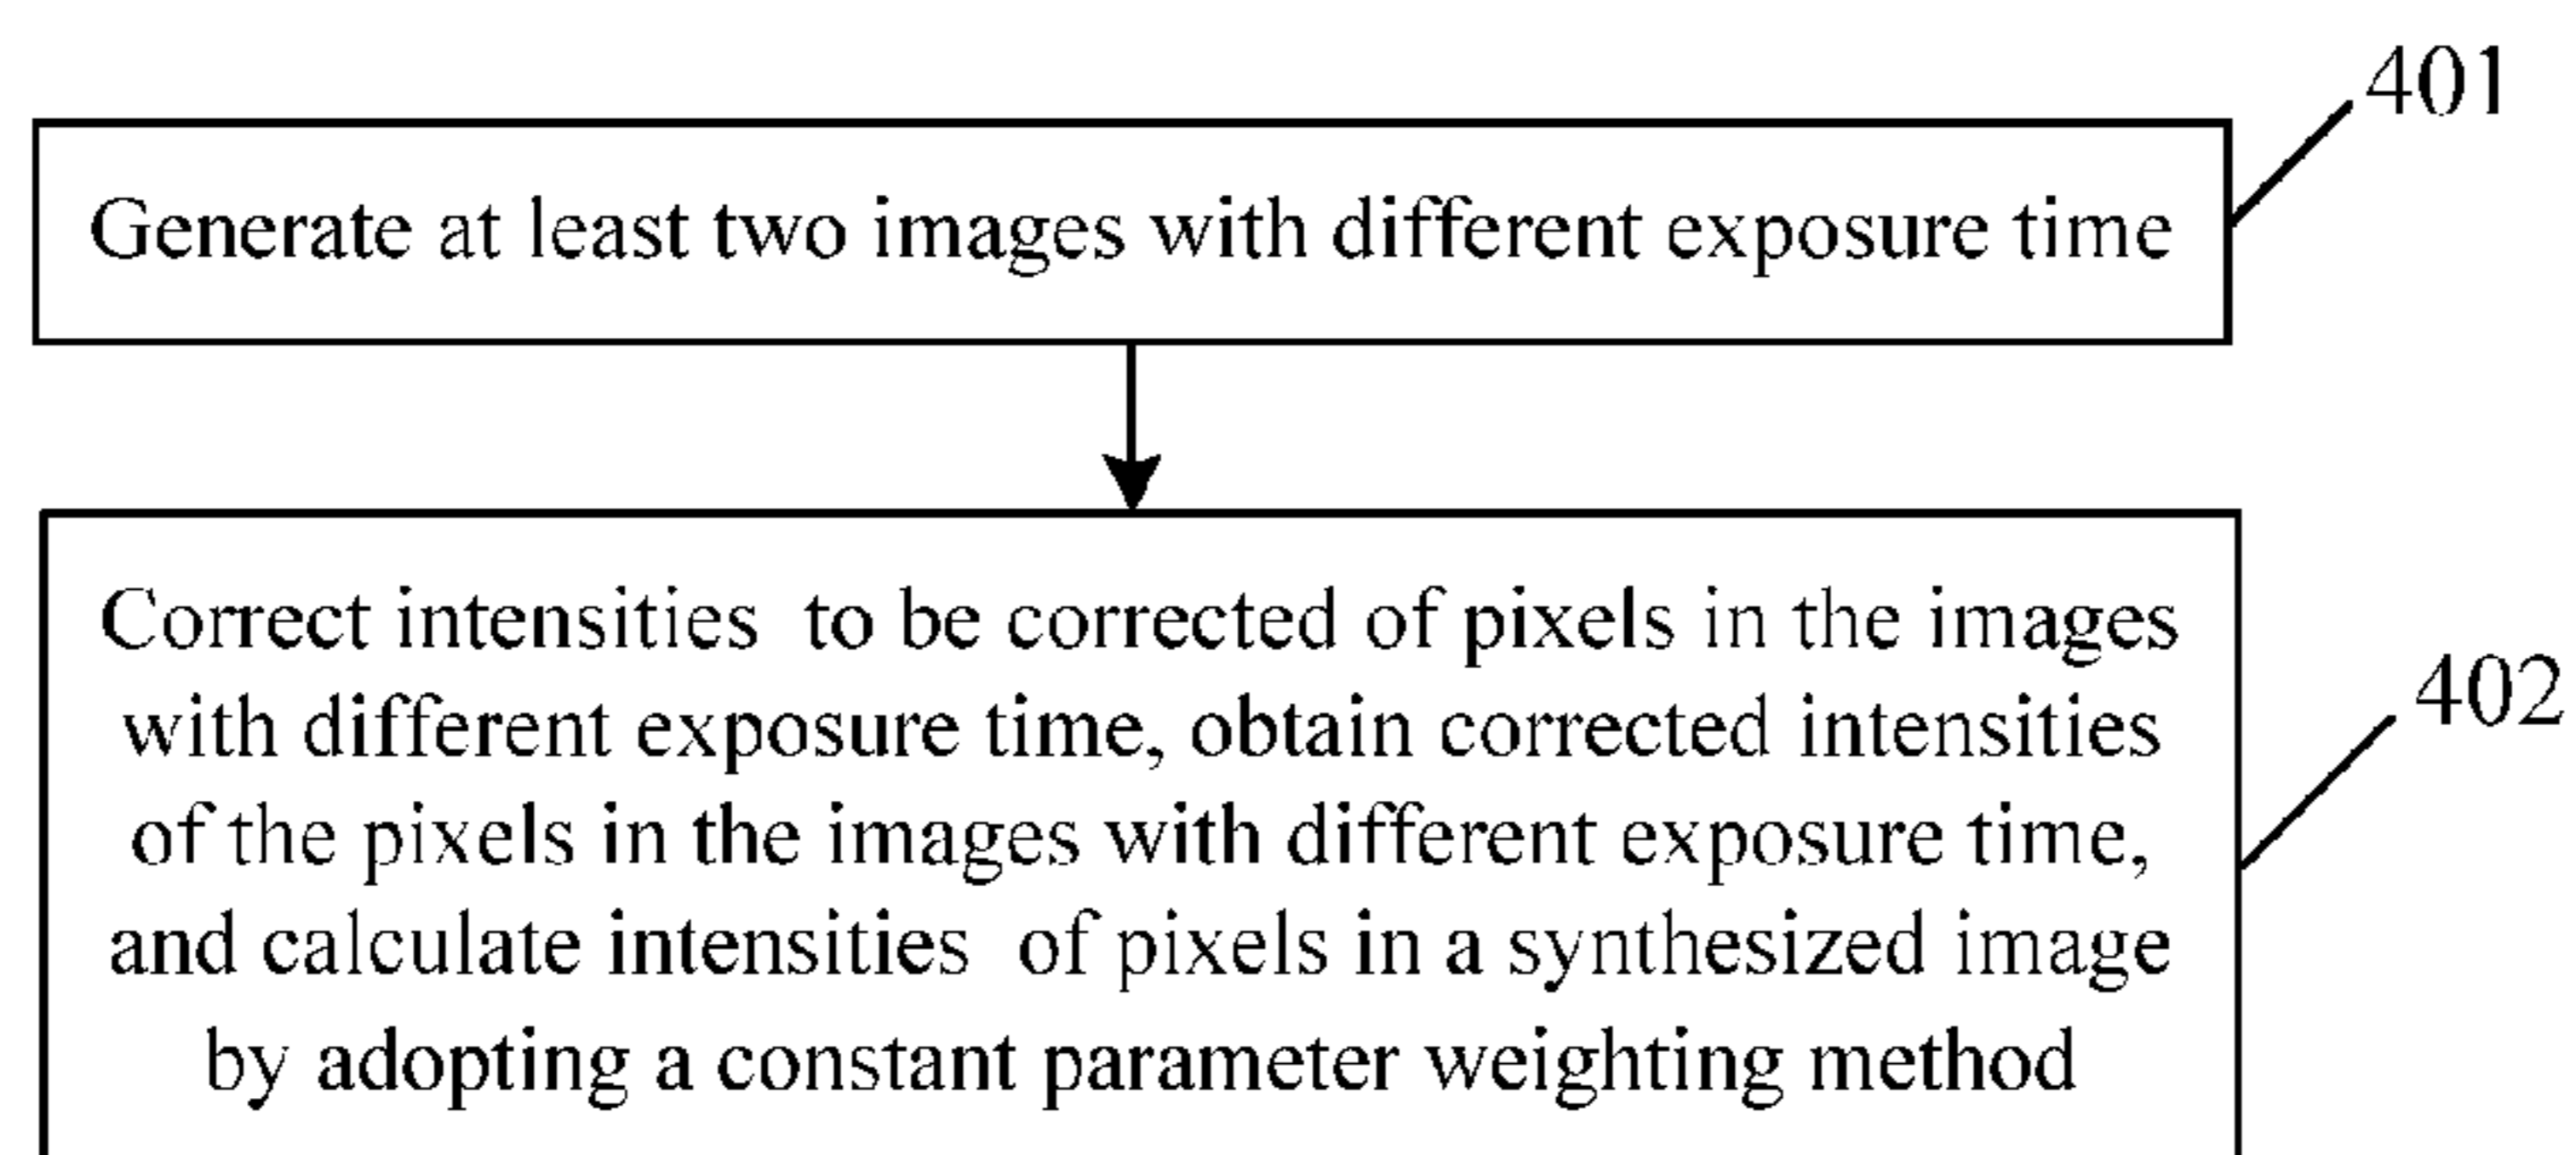 401
Generate at least two images with different exposure time
Correct intensities to be corrected of pixels in the images
with different exposure time, obtain corrected intensities
402
of the pixels in the images with different exposure time,
and calculate intensities of pixels in a synthesized image
by adopting a constant parameter weighting method